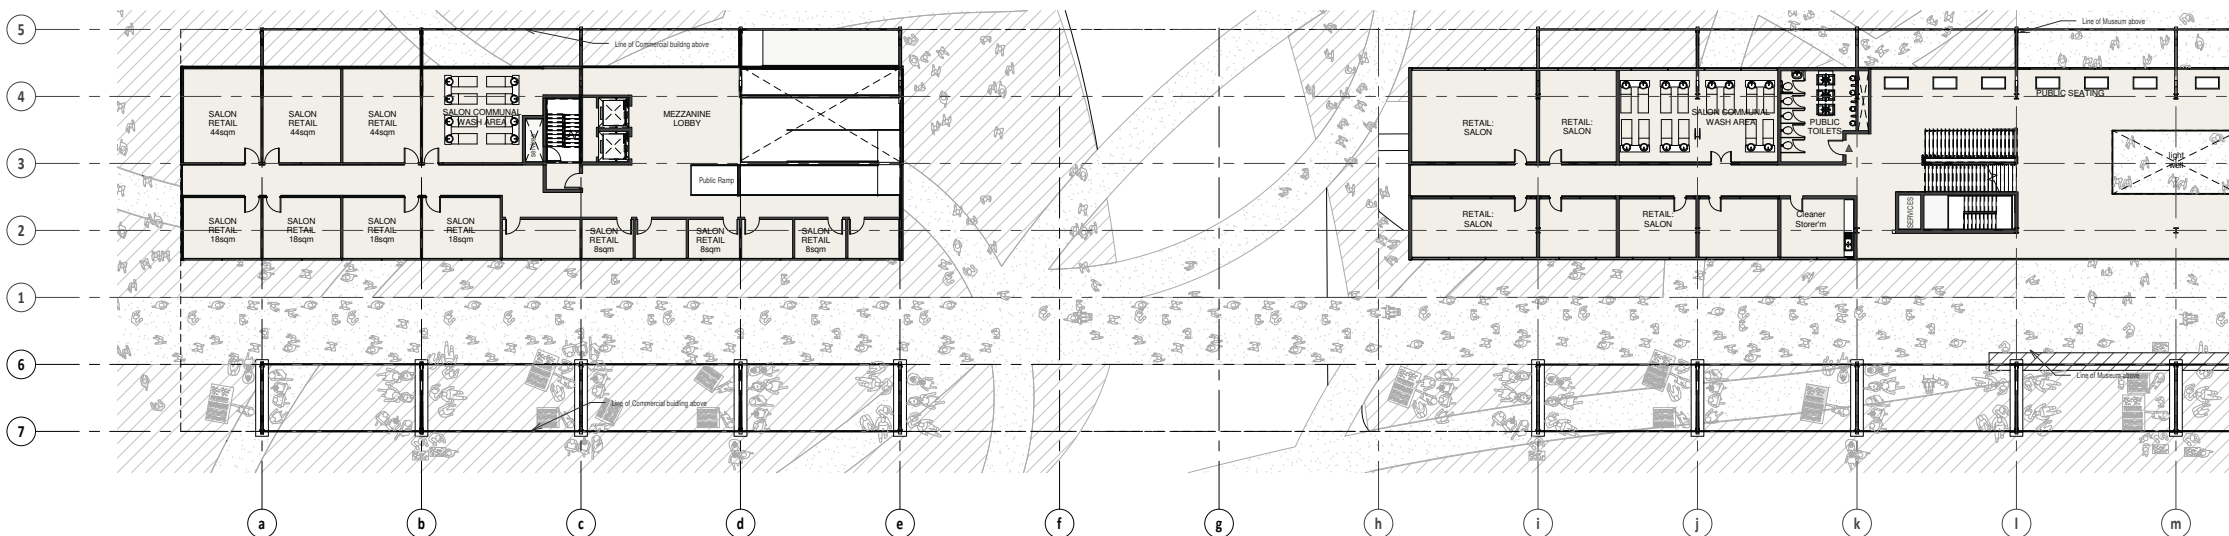 5
Line of Commercial building above
Line of Museum above
4
SALON
RETAIL
44sqm
SALON
RETAIL
44sqm
SALON
RETAIL
44sqm
SALON COMMUNAL
WASH AREA
MEZZANINE
LOBBY
RETAIL:
SALON
RETAIL:
SALON
SALON COMMUNAL
WASH AREA
PUBLIC
TOILETS
PUBLIC SEATING
3
light
well
Public Ramp
2
SALON
RETAIL
18sqm
SALON
RETAIL
18sqm
SALON
RETAIL
18sqm
SALON
RETAIL
18sqm
SALON
RETAIL
8sqm
SALON
RETAIL
8sqm
SALON
RETAIL
8sqm
RETAIL:
SALON
RETAIL:
SALON
Cleaner
Store/m
SERVICES
1
6
Line of Museum above
7
Line of Commercial buidling above
a
b
c
d
e
f
g
h
i
j
k
l
m